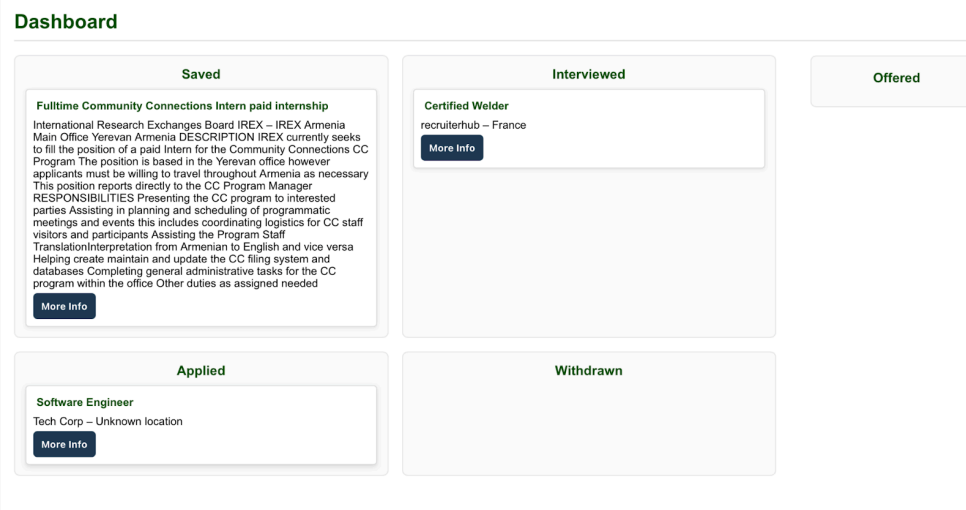 Dashboard
Saved
Fulltime Community Connections Intern paid internship
International Research Exchanges Board IREX – IREX Armenia
Main Office Yerevan Armenia DESCRIPTION IREX currently seeks
to fill the position of a paid Intern for the Community Connections CC
Program The position is based in the Yerevan office however
applicants must be willing to travel throughout Armenia as necessary
This position reports directly to the CC Program Manager
RESPONSIBILITIES Presenting the CC program to interested
parties Assisting in planning and scheduling of programmatic
meetings and events this includes coordinating logistics for CC staff
visitors and participants Assisting the Program Staff
TranslationInterpretation from Armenian to English and vice versa
Helping create maintain and update the CC filing system and
databases Completing general administrative tasks for the CC
program within the office Other duties as assigned needed
More Info
Interviewed
Certified Welder
recruiterhub – France
More Info
Offered
Applied
Software Engineer
Tech Corp – Unknown location
More Info
Withdrawn